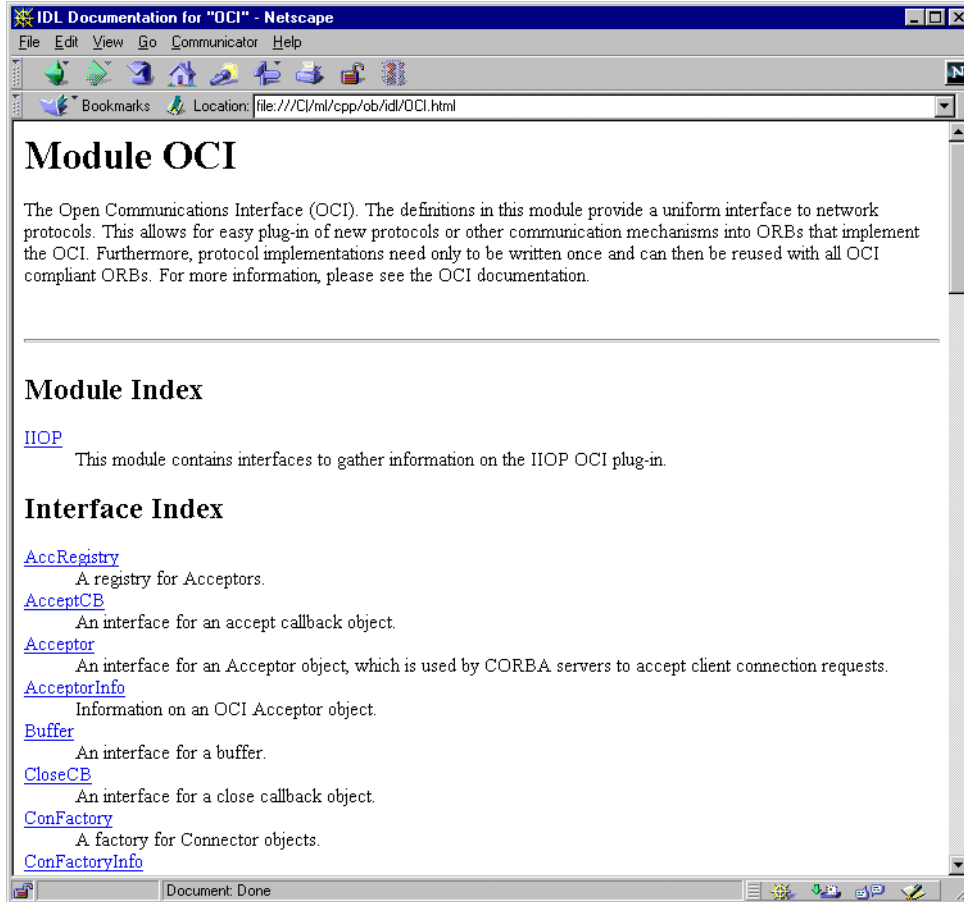 IDL Documentation for "OCI" - Netscape
File Edit View Go Communicator Help
Bookmarks Location: file:///C|/ml/cpp/ob/idl/OCI.html
N
Module OCI
The Open Communications Interface (OCI). The definitions in this module provide a uniform interface to network
protocols. This allows for easy plug-in of new protocols or other communication mechanisms into ORBs that implement
the OCI. Furthermore, protocol implementations need only to be written once and can then be reused with all OCI
compliant ORBs. For more information, please see the OCI documentation.
Module Index
IIOP
This module contains interfaces to gather information on the IIOP OCI plug-in.
Interface Index
AccRegistry
A registry for Acceptors.
AcceptCB
An interface for an accept callback object.
Acceptor
An interface for an Acceptor object, which is used by CORBA servers to accept client connection requests.
AcceptorInfo
Information on an OCI Acceptor object.
Buffer
An interface for a buffer.
CloseCB
An interface for a close callback object.
ConFactory
A factory for Connector objects.
ConFactoryInfo
Document: Done